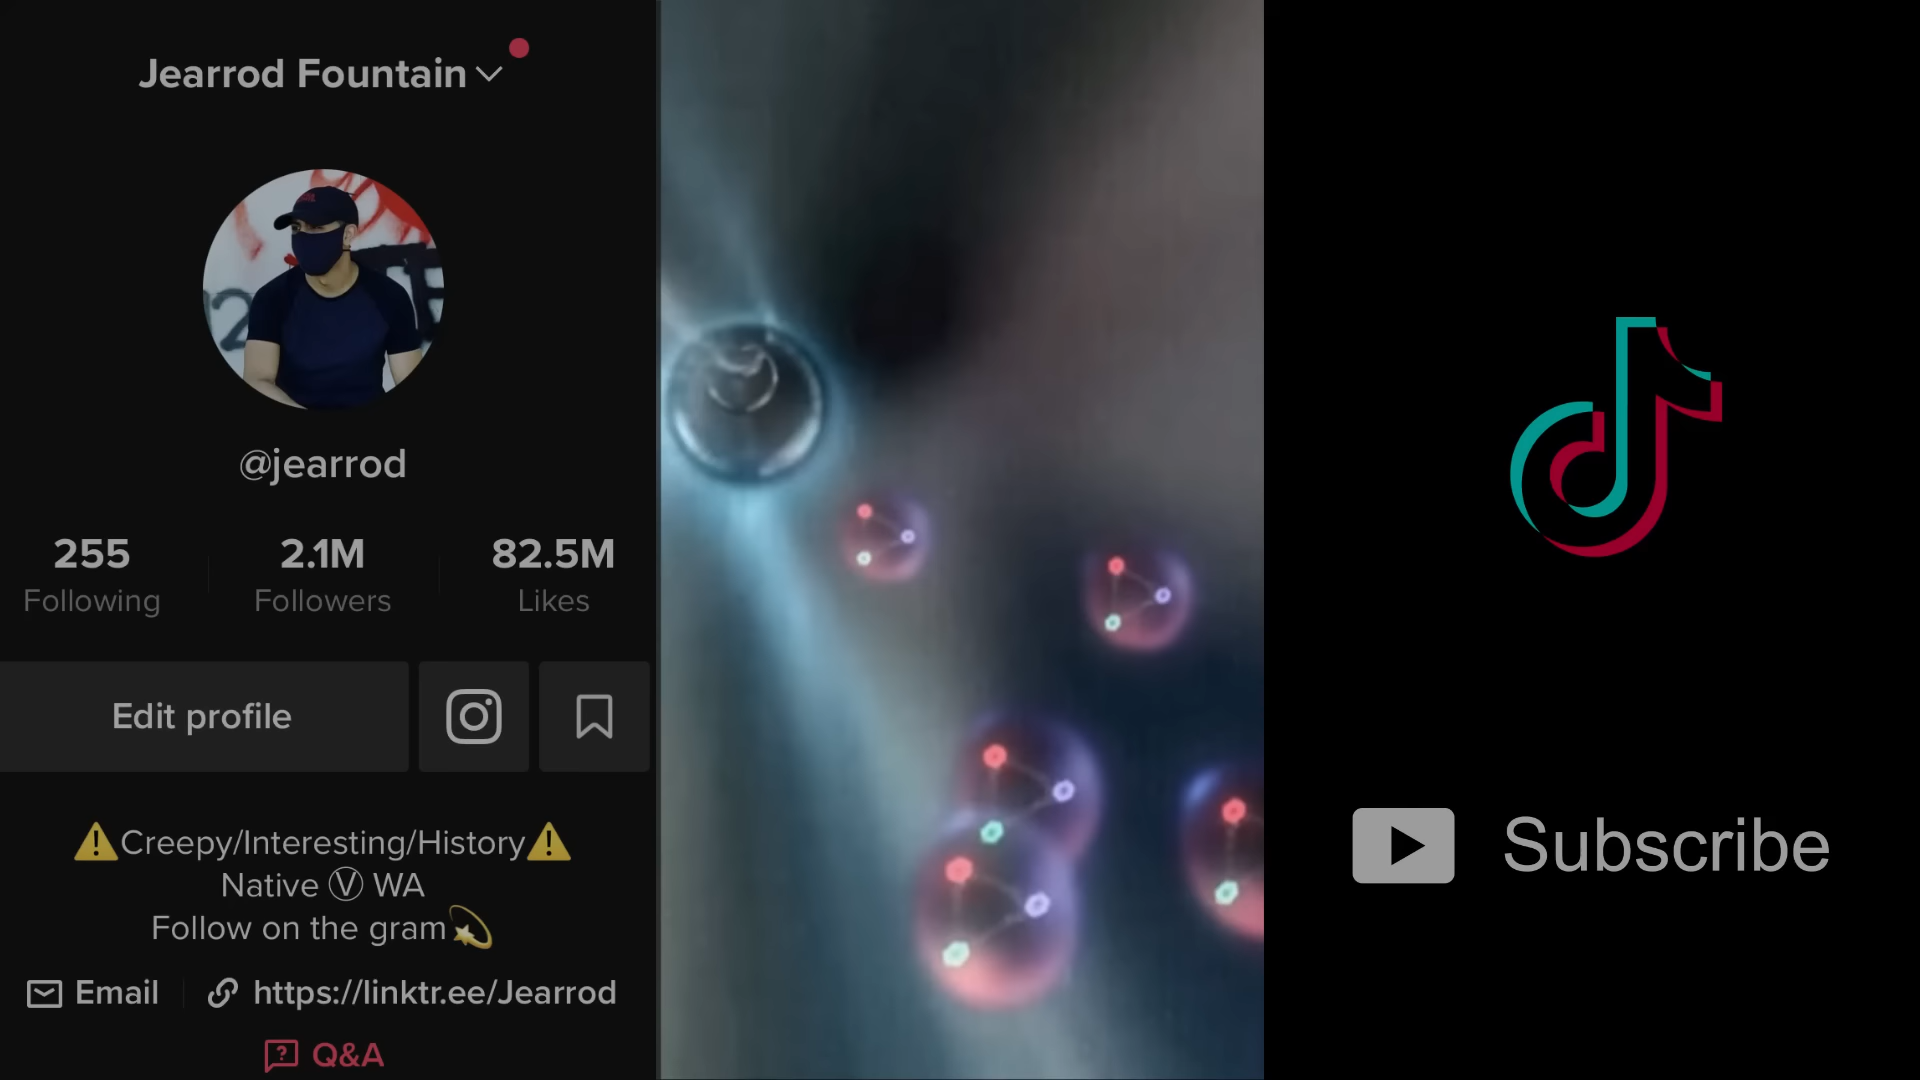 Jearrod Fountain
@jearrod
255
Following
2.1M
Followers
82.5M
Likes
Edit profile
⚠️Creepy/Interesting/History⚠️
Native Ⓥ WA
Follow on the gram💫
Email
https://linktr.ee/Jearrod
Q&A
Subscribe